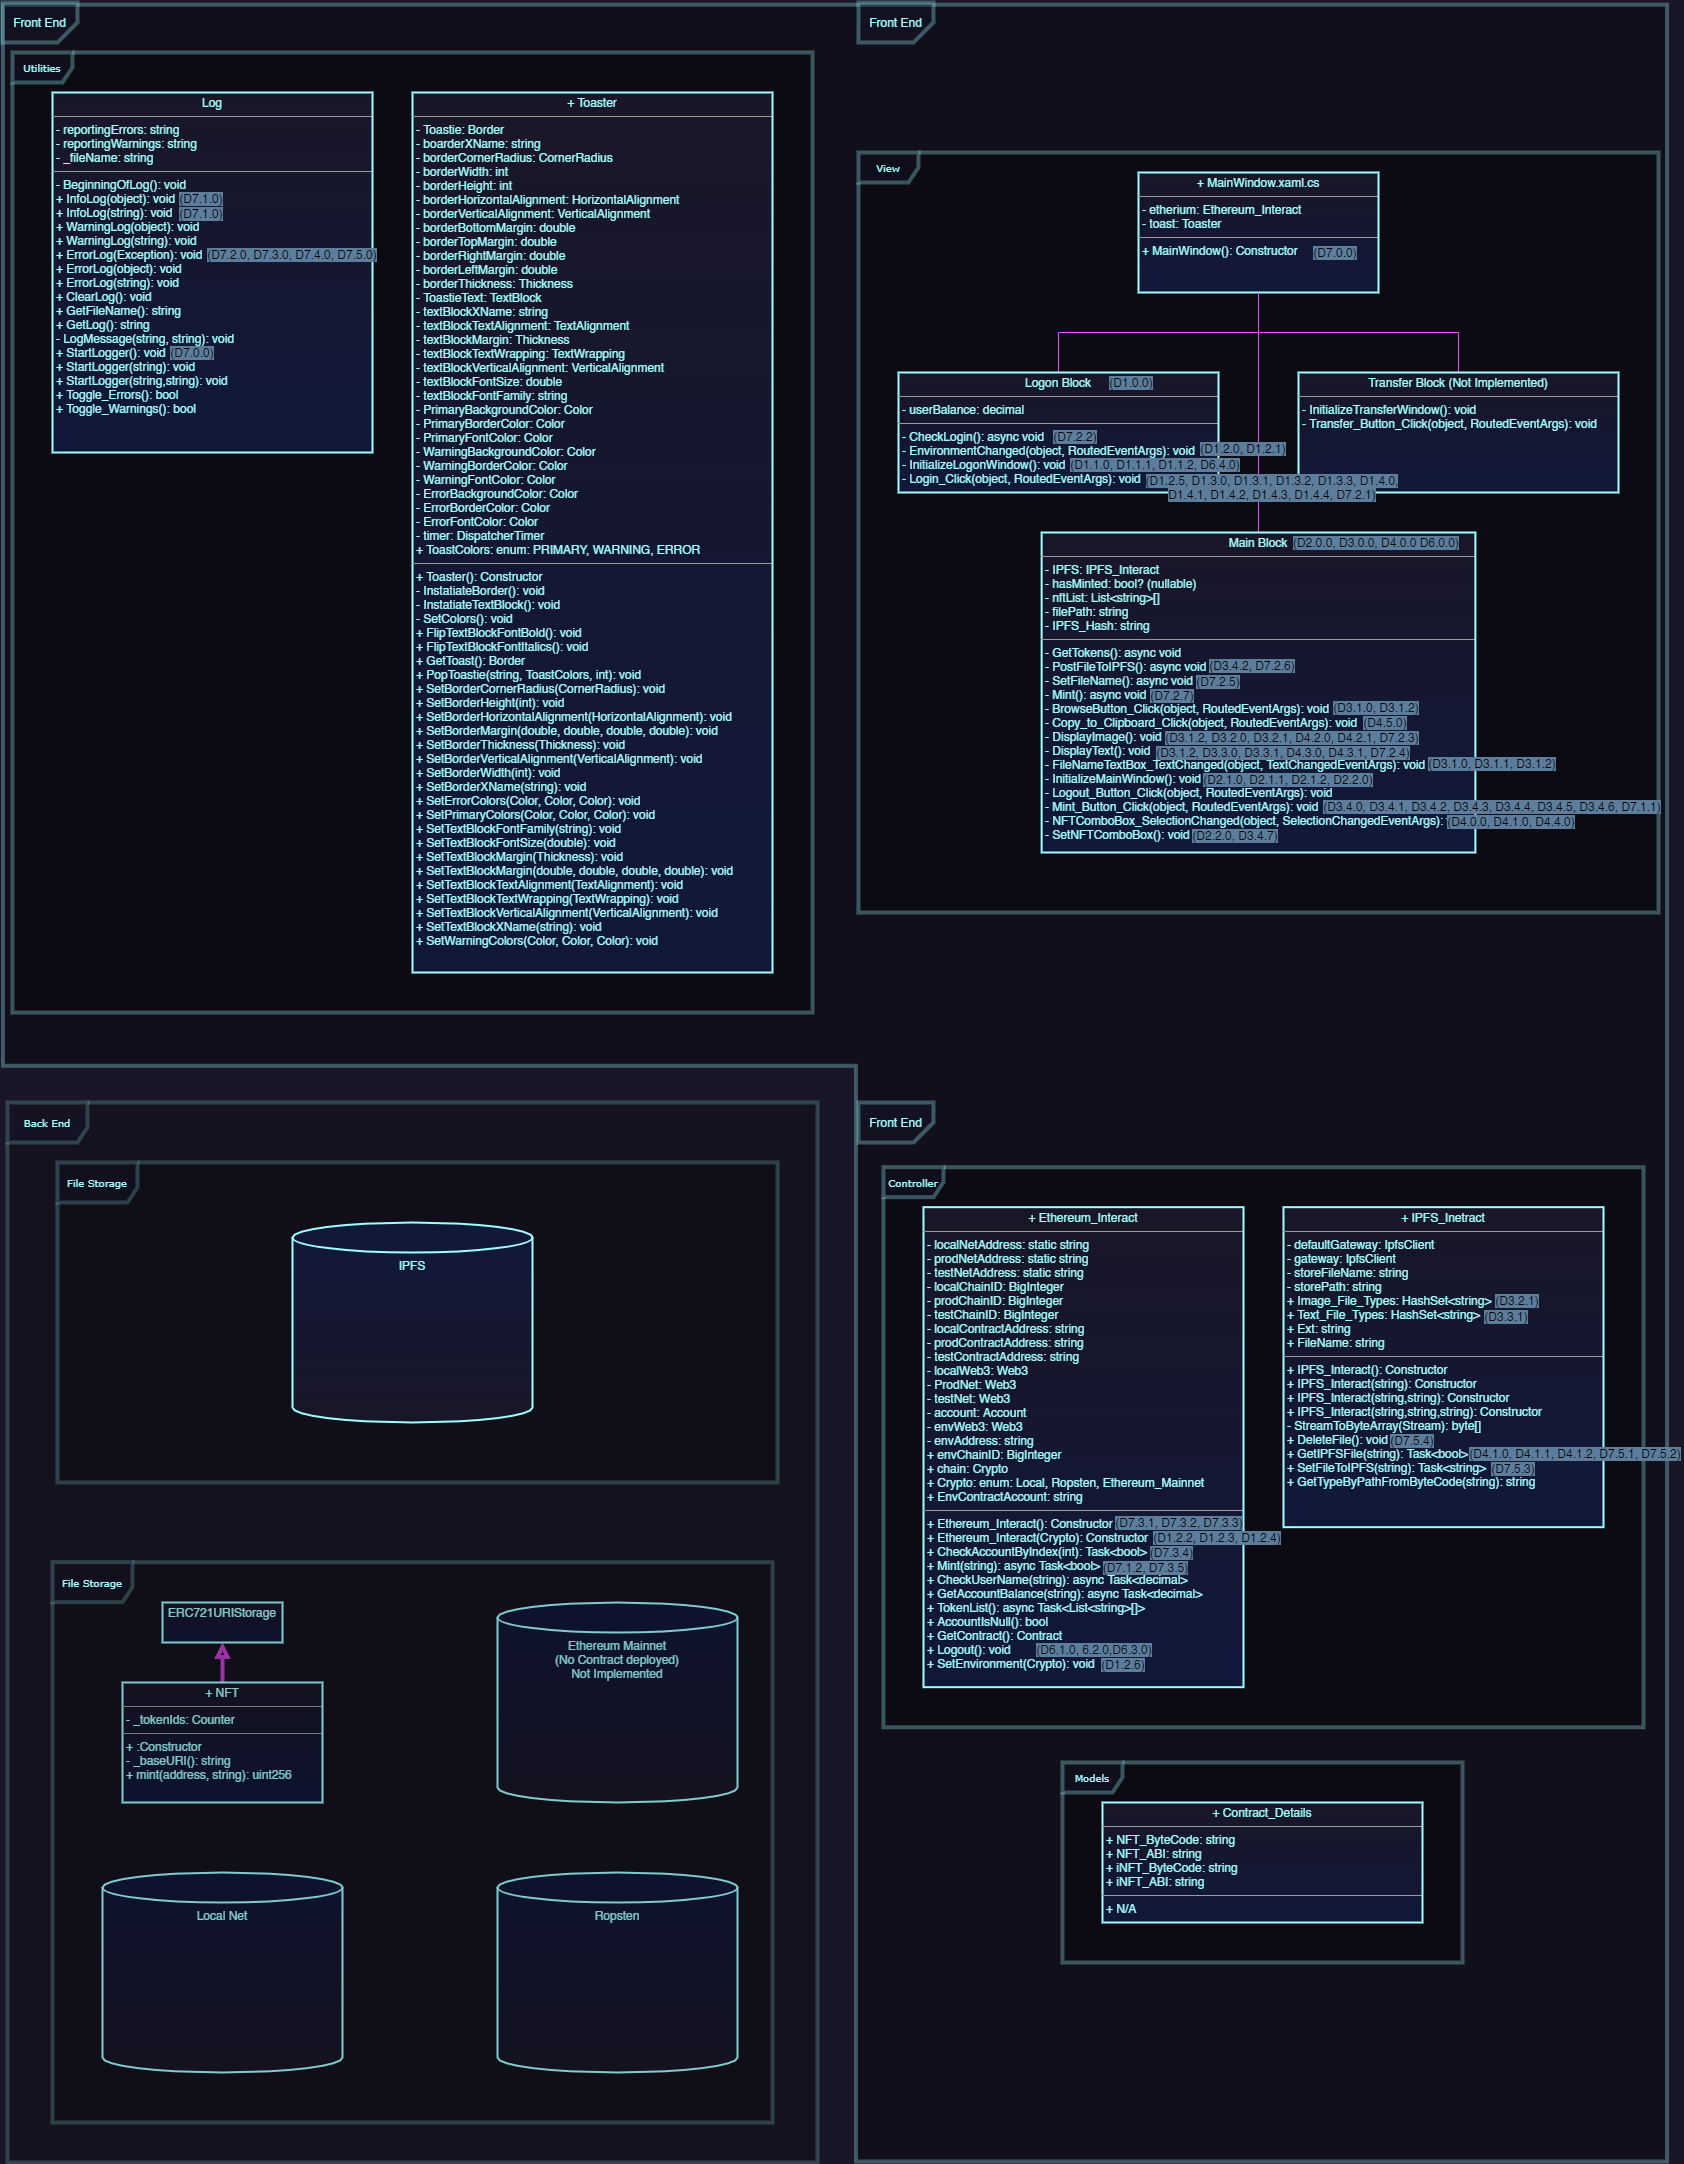 Front End
Utilities
Log
- reportingErrors: string
- reportingWarnings: string
- _fileName: string
- BeginningOfLog(): void
+ InfoLog(object): void (D7.1.0)
+ InfoLog(string): void (D7.1.0)
+ WarningLog(object): void
+ WarningLog(string): void
+ ErrorLog(Exception): void (D7.2.0, D7.3.0, D7.4.0, D7.5.0)
+ ErrorLog(object): void
+ ErrorLog(string): void
+ ClearLog(): void
+ GetFileName(): string
+ GetLog(): string
- LogMessage(string, string): void
+ StartLogger(): void (D7.0.0)
+ StartLogger(string): void
+ StartLogger(string,string): void
+ Toggle_Errors(): bool
+ Toggle_Warnings(): bool
+ Toaster
- Toastie: Border
- boarderXName: string
- borderCornerRadius: CornerRadius
- borderWidth: int
- borderHeight: int
- borderHorizontalAlignment: HorizontalAlignment
- borderVerticalAlignment: VerticalAlignment
- borderBottomMargin: double
- borderTopMargin: double
- borderRightMargin: double
- borderLeftMargin: double
- borderThickness: Thickness
- ToastieText: TextBlock
- textBlockXName: string
- textBlockTextAlignment: TextAlignment
- textBlockMargin: Thickness
- textBlockTextWrapping: TextWrapping
- textBlockVerticalAlignment: VerticalAlignment
- textBlockFontSize: double
- textBlockFontFamily: string
- PrimaryBackgroundColor: Color
- PrimaryBorderColor: Color
- PrimaryFontColor: Color
- WarningBackgroundColor: Color
- WarningBorderColor: Color
- WarningFontColor: Color
- ErrorBackgroundColor: Color
- ErrorBorderColor: Color
- ErrorFontColor: Color
- timer: DispatcherTimer
+ ToastColors: enum: PRIMARY, WARNING, ERROR
+ Toaster(): Constructor
- InstatiateBorder(): void
- InstatiateTextBlock(): void
- SetColors(): void
+ FlipTextBlockFontBold(): void
+ FlipTextBlockFontItalics(): void
+ GetToast(): Border
+ PopToastie(string, ToastColors, int): void
+ SetBorderCornerRadius(CornerRadius): void
+ SetBorderHeight(int): void
+ SetBorderHorizontalAlignment(HorizontalAlignment): void
+ SetBorderMargin(double, double, double, double): void
+ SetBorderThickness(Thickness): void
+ SetBorderVerticalAlignment(VerticalAlignment): void
+ SetBorderWidth(int): void
+ SetBorderXName(string): void
+ SetErrorColors(Color, Color, Color): void
+ SetPrimaryColors(Color, Color, Color): void
+ SetTextBlockFontFamily(string): void
+ SetTextBlockFontSize(double): void
+ SetTextBlockMargin(Thickness): void
+ SetTextBlockMargin(double, double, double, double): void
+ SetTextBlockTextAlignment(TextAlignment): void
+ SetTextBlockTextWrapping(TextWrapping): void
+ SetTextBlockVerticalAlignment(VerticalAlignment): void
+ SetTextBlockXName(string): void
+ SetWarningColors(Color, Color, Color): void
Front End
View
+ MainWindow.xaml.cs
- etherium: Ethereum_Interact
- toast: Toaster
+ MainWindow(): Constructor (D7.0.0)
Logon Block (D1.0.0)
- userBalance: decimal
- CheckLogin(): async void (D7.2.2)
- EnvironmentChanged(object, RoutedEventArgs): void (D1.2.0, D1.2.1)
- InitializeLogonWindow(): void (D1.1.0, D1.1.1, D1.1.2, D6.4.0)
- Login_Click(object, RoutedEventArgs): void (D1.2.5, D1.3.0, D1.3.1, D1.3.2, D1.3.3, D1.4.0,
D1.4.1, D1.4.2, D1.4.3, D1.4.4, D7.2.1)
Transfer Block (Not Implemented)
- InitializeTransferWindow(): void
- Transfer_Button_Click(object, RoutedEventArgs): void
Main Block (D2.0.0, D3.0.0, D4.0.0 D6.0.0)
- IPFS: IPFS_Interact
- hasMinted: bool? (nullable)
- nftList: List<string>[]
- filePath: string
- IPFS_Hash: string
- GetTokens(): async void
- PostFileToIPFS(): async void (D3.4.2, D7.2.6)
- SetFileName(): async void (D7.2.5)
- Mint(): async void (D7.2.7)
- BrowseButton_Click(object, RoutedEventArgs): void (D3.1.0, D3.1.2)
- Copy_to_Clipboard_Click(object, RoutedEventArgs): void (D4.5.0)
- DisplayImage(): void (D3.1.2, D3.2.0, D3.2.1, D4.2.0, D4.2.1, D7.2.3)
- DisplayText(): void (D3.1.2, D3.3.0, D3.3.1, D4.3.0, D4.3.1, D7.2.4)
- FileNameTextBox_TextChanged(object, TextChangedEventArgs): void (D3.1.0, D3.1.1, D3.1.2)
- InitializeMainWindow(): void (D2.1.0, D2.1.1, D2.1.2, D2.2.0)
- Logout_Button_Click(object, RoutedEventArgs): void
- Mint_Button_Click(object, RoutedEventArgs): void (D3.4.0, D3.4.1, D3.4.2, D3.4.3, D3.4.4, D3.4.5, D3.4.6, D7.1.1)
- NFTComboBox_SelectionChanged(object, SelectionChangedEventArgs): (D4.0.0, D4.1.0, D4.4.0)
- SetNFTComboBox(): void (D2.2.0, D3.4.7)
Back End
File Storage
IPFS
File Storage
ERC721URIStorage
+ NFT
- _tokenIds: Counter
+ :Constructor
- _baseURI(): string
+ mint(address, string): uint256
Ethereum Mainnet
(No Contract deployed)
Not Implemented
Local Net
Ropsten
Front End
Controller
+ Ethereum_Interact
- localNetAddress: static string
- prodNetAddress: static string
- testNetAddress: static string
- localChainID: BigInteger
- prodChainID: BigInteger
- testChainID: BigInteger
- localContractAddress: string
- prodContractAddress: string
- testContractAddress: string
- localWeb3: Web3
- ProdNet: Web3
- testNet: Web3
- account: Account
- envWeb3: Web3
- envAddress: string
+ envChainID: BigInteger
+ chain: Crypto
+ Crypto: enum: Local, Ropsten, Ethereum_Mainnet
+ EnvContractAccount: string
+ Ethereum_Interact(): Constructor (D7.3.1, D7.3.2, D7.3.3)
+ Ethereum_Interact(Crypto): Constructor (D1.2.2, D1.2.3, D1.2.4)
+ CheckAccountByIndex(int): Task<bool> (D7.3.4)
+ Mint(string): async Task<bool> (D7.1.2, D7.3.5)
+ CheckUserName(string): async Task<decimal>
+ GetAccountBalance(string): async Task<decimal>
+ TokenList(): async Task<List<string>[]>
+ AccountIsNull(): bool
+ GetContract(): Contract
+ Logout(): void (D6.1.0, 6.2.0,D6.3.0)
+ SetEnvironment(Crypto): void (D1.2.6)
+ IPFS_Inetract
- defaultGateway: IpfsClient
- gateway: IpfsClient
- storeFileName: string
- storePath: string
+ Image_File_Types: HashSet<string> (D3.2.1)
+ Text_File_Types: HashSet<string> (D3.3.1)
+ Ext: string
+ FileName: string
+ IPFS_Interact(): Constructor
+ IPFS_Interact(string): Constructor
+ IPFS_Interact(string,string): Constructor
+ IPFS_Interact(string,string,string): Constructor
- StreamToByteArray(Stream): byte[]
+ DeleteFile(): void (D7.5.4)
+ GetIPFSFile(string): Task<bool> (D4.1.0, D4.1.1, D4.1.2, D7.5.1, D7.5.2)
+ SetFileToIPFS(string): Task<string> (D7.5.3)
+ GetTypeByPathFromByteCode(string): string
Models
+ Contract_Details
+ NFT_ByteCode: string
+ NFT_ABI: string
+ iNFT_ByteCode: string
+ iNFT_ABI: string
+ N/A